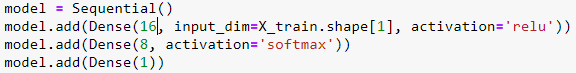 model = Sequential()
model.add(Dense(16, input_dim=X_train.shape[1], activation='relu'))
model.add(Dense(8, activation='softmax'))
model.add(Dense(1))